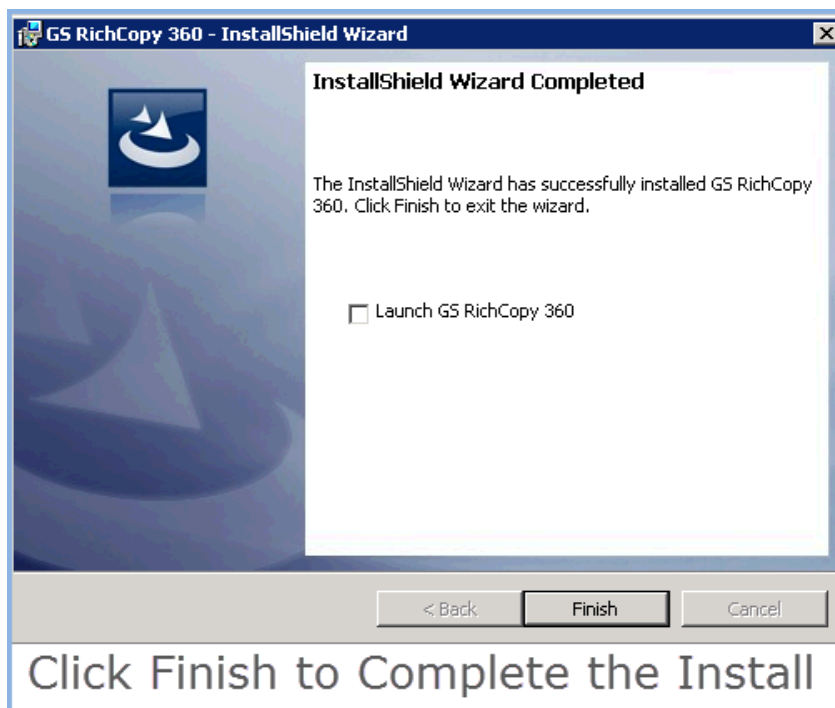 GS RichCopy 360 - InstallShield Wizard
InstallShield Wizard Completed
The InstallShield Wizard has successfully installed GS RichCopy
360. Click Finish to exit the wizard.
Launch GS RichCopy 360
< Back Finish Cancel
Click Finish to Complete the Install